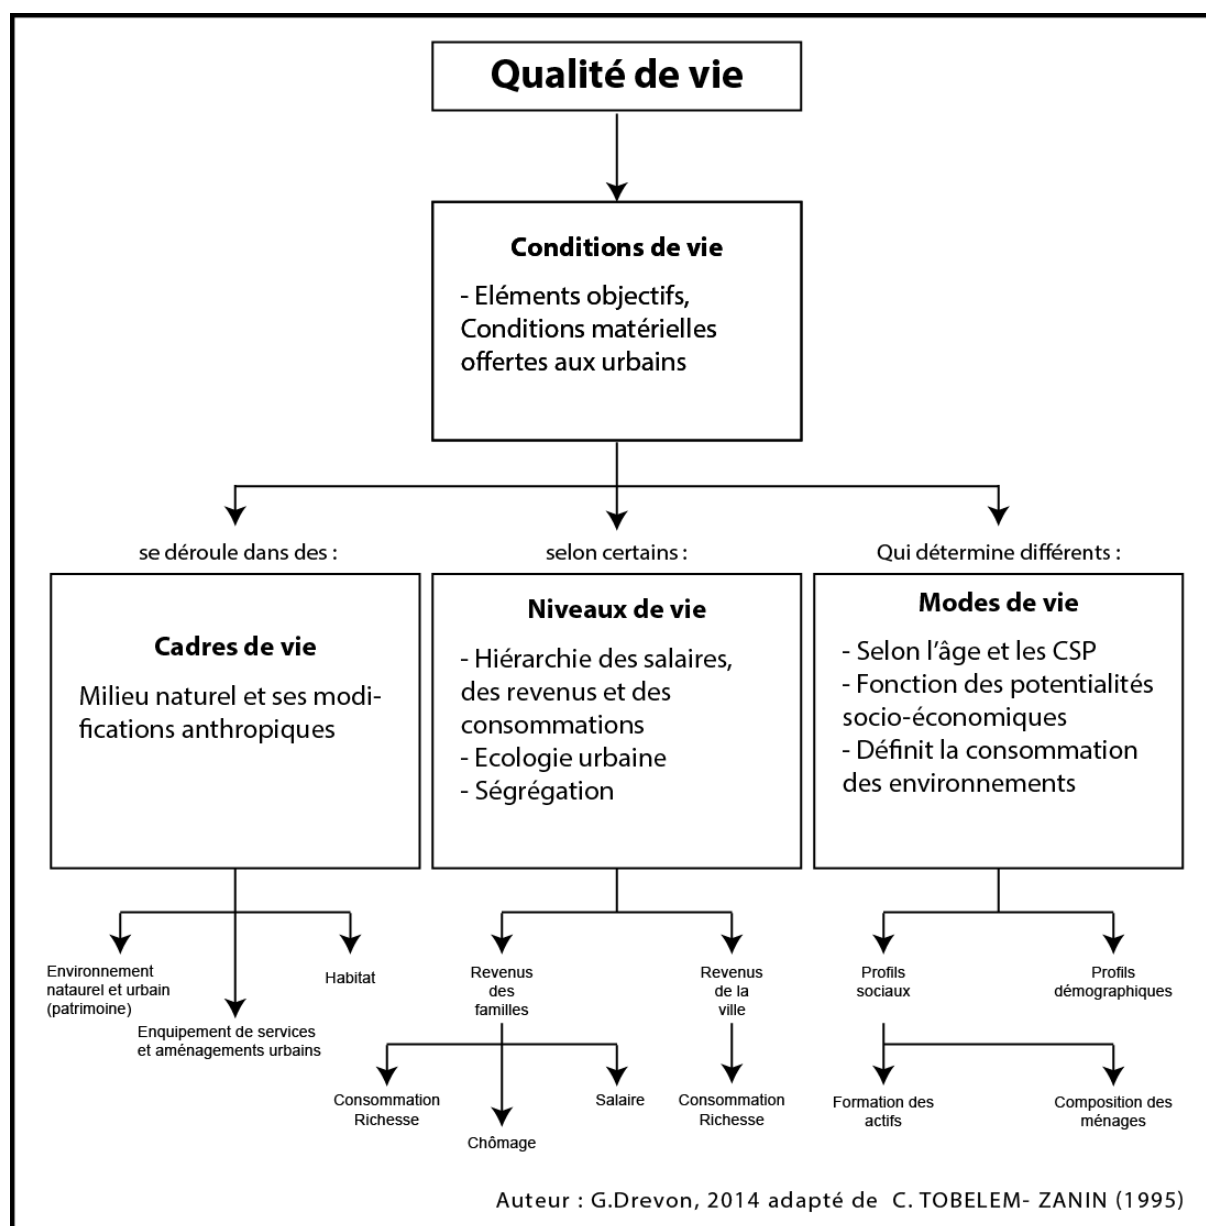 Qualité de vie
Conditions de vie
- Eléments objectifs,
Conditions matérielles
offertes aux urbains
se déroule dans des :
Cadres de vie
Milieu naturel et ses modi-
fications anthropiques
selon certains :
Niveaux de vie
- Hiérarchie des salaires,
des revenus et des
consommations
- Ecologie urbaine
- Ségrégation
Qui détermine différents :
Modes de vie
- Selon l'âge et les CSP
- Fonction des potentialités
socio-économiques
- Définit la consommation
des environnements
Environnement
nataurel et urbain
(patrimoine)
Enquipement de services
et aménagements urbains
Habitat
Revenus
des
familles
Revenus
de la
ville
Profils
sociaux
Profils
démographiques
Consommation
Richesse
Chômage
Salaire
Consommation
Richesse
Formation des
actifs
Composition des
ménages
Auteur : G.Drevon, 2014 adapté de C. TOBELEM- ZANIN (1995)